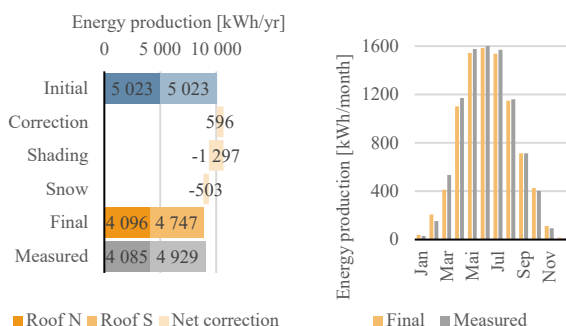 Energy production [kWh/yr]
0 5 000 10 000
Initial 5 023 5 023
Correction 596
Shading -1 297
Snow -503
Final 4 096 4 747
Measured 4 085 4 929
Roof N Roof S Net correction
Energy production [kWh/month]
1600
1200
800
400
0
Jan Mar Mai Jul Sep Nov
Final Measured